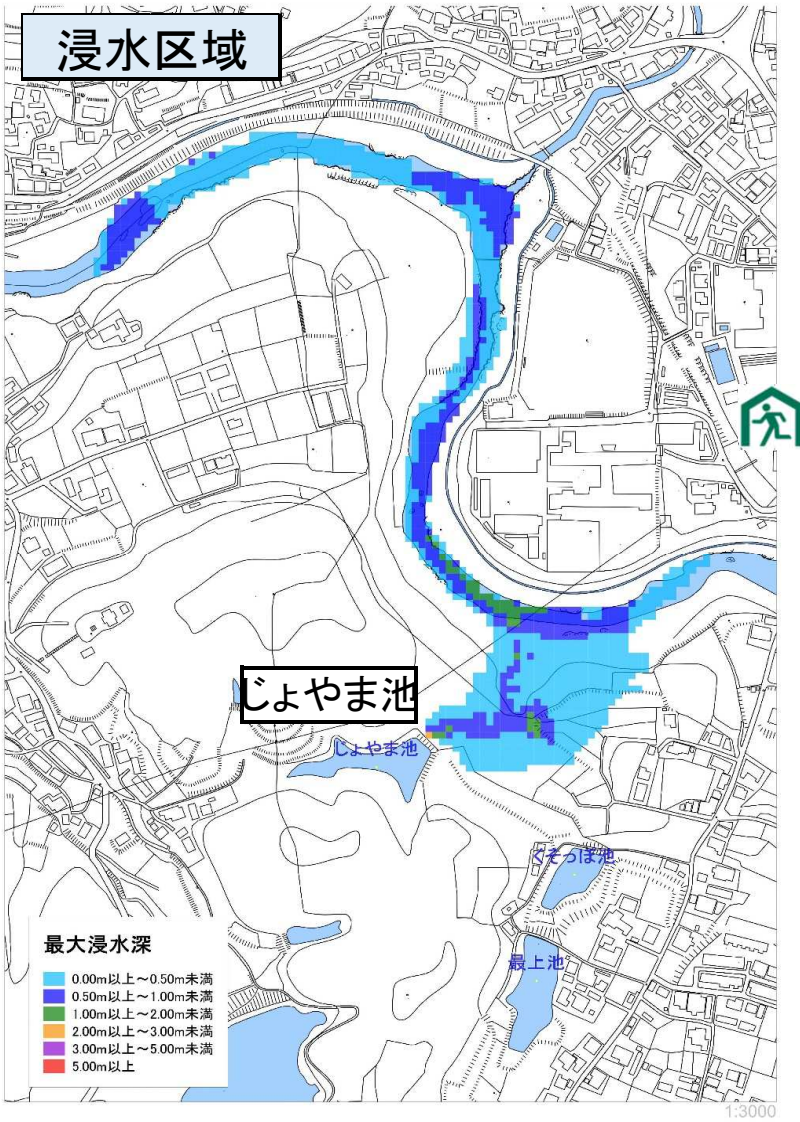 浸水区域
じょやま池
じょやま池
くそっぽ池
最上池
最大浸水深
0.00m以上～0.50m未満
0.50m以上～1.00m未満
1.00m以上～2.00m未満
2.00m以上～3.00m未満
3.00m以上～5.00m未満
5.00m以上
1:3000